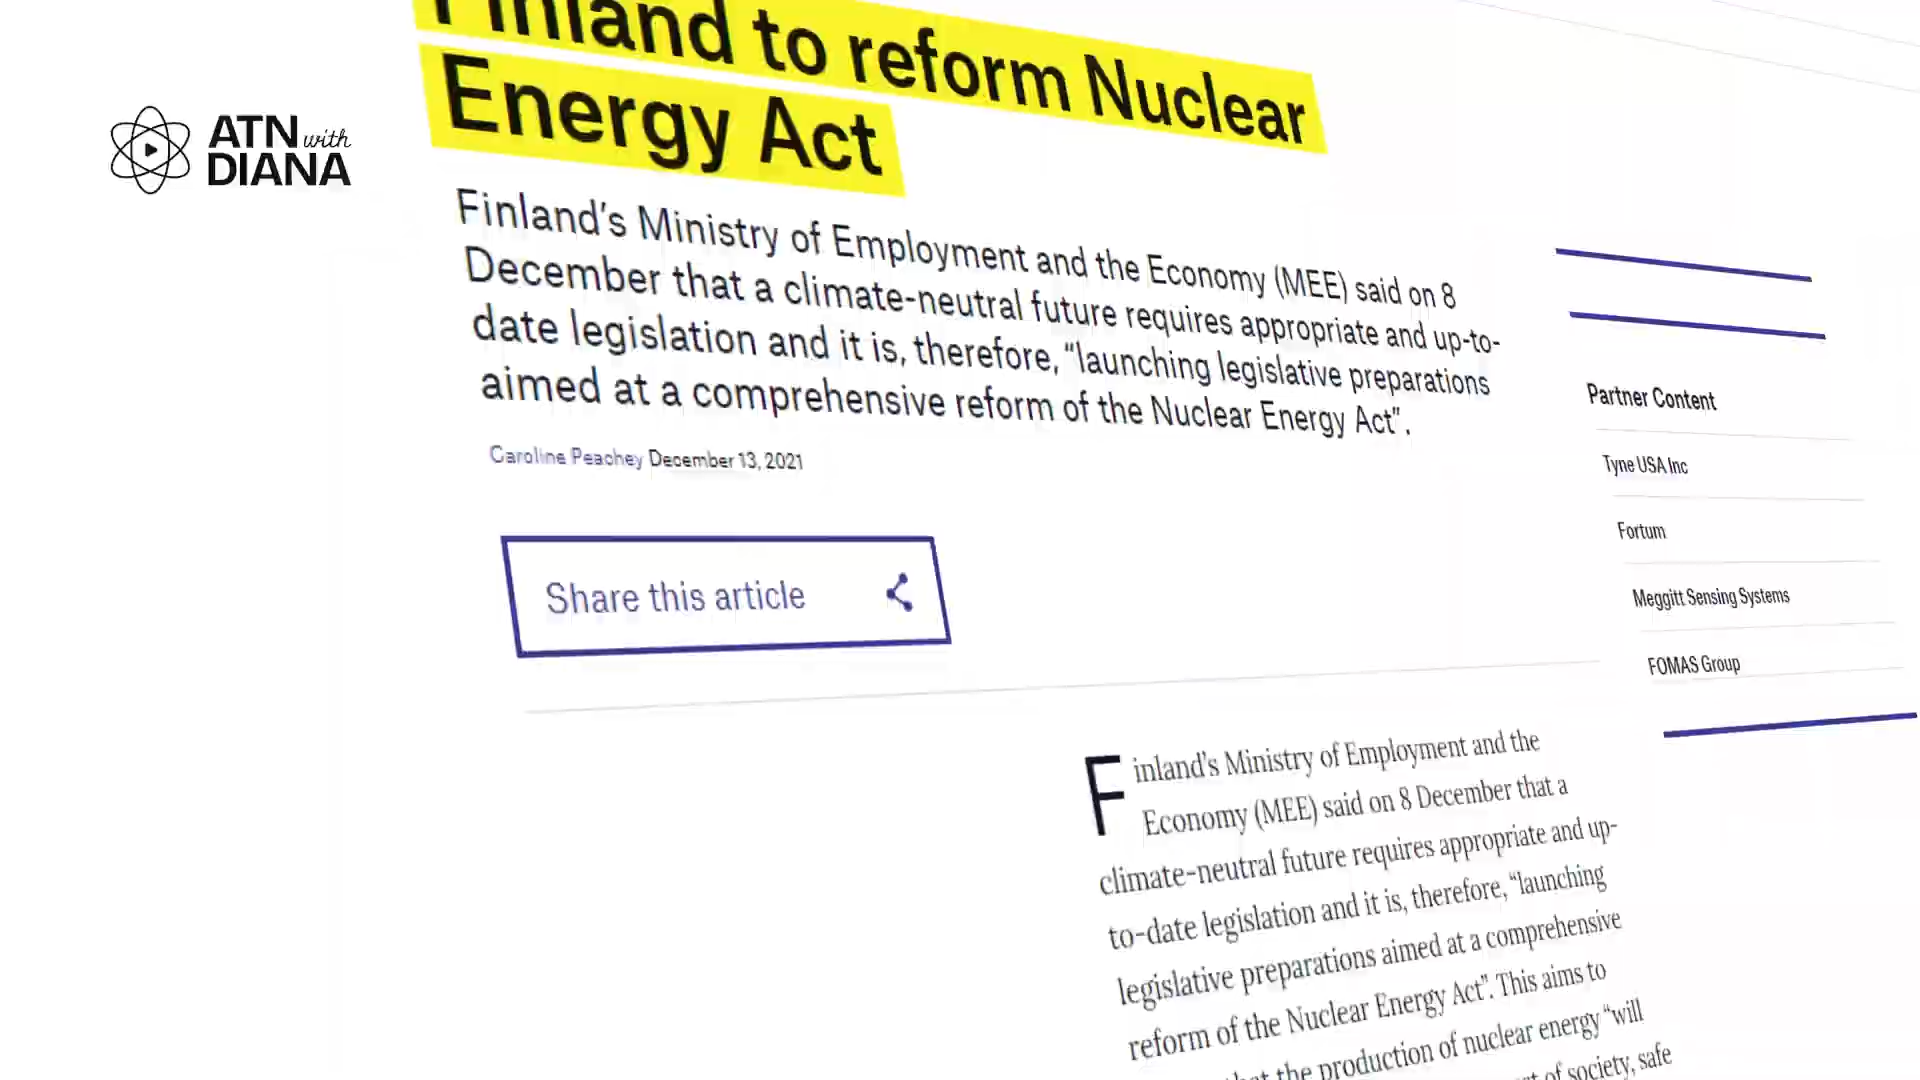 Finland to reform Nuclear
Energy Act
ATN with
DIANA
Finland's Ministry of Employment and the Economy (MEE) said on 8
December that a climate-neutral future requires appropriate and up-to-
date legislation and it is, therefore, "launching legislative preparations
aimed at a comprehensive reform of the Nuclear Energy Act".
Caroline Peachey December 13, 2021
Share this article
Partner Content
Tyne USA Inc
Fortum
Meggitt Sensing Systems
FOMAS Group
Finland's Ministry of Employment and the
Economy (MEE) said on 8 December that a
climate-neutral future requires appropriate and up-
to-date legislation and it is, therefore, "launching
legislative preparations aimed at a comprehensive
reform of the Nuclear Energy Act". This aims to
that the production of nuclear energy "will
of society, safe